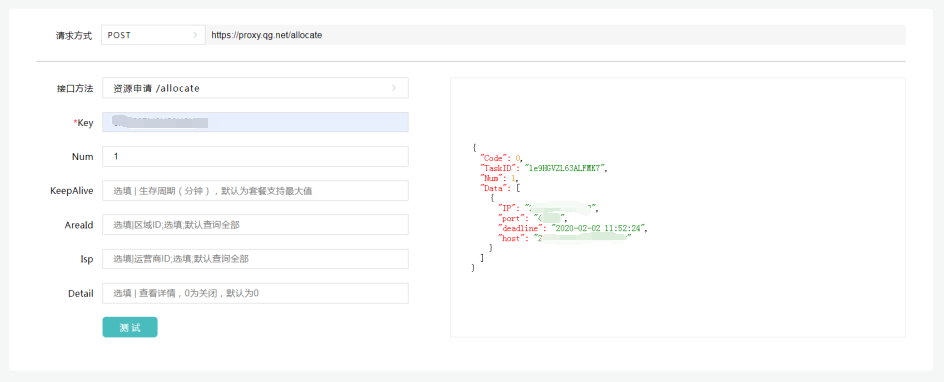 请求方式 POST https://proxy.qg.net/allocate
接口方法 资源申请 /allocate
*Key
Num 1
KeepAlive 选填 | 生存周期（分钟），默认为套餐支持最大值
AreaId 选填|区域ID;选填,默认查询全部
Isp 选填|运营商ID;选填,默认查询全部
Detail 选填 | 查看详情，0为关闭，默认为0
测 试
{
"Code": 0,
"TaskID": "1e9HGVZL63ALFMK7",
"Num": 1,
"Data": [
{
"IP": "
"port": "
"deadline": "2020-02-02 11:52:24",
"host": "2
}
]
}